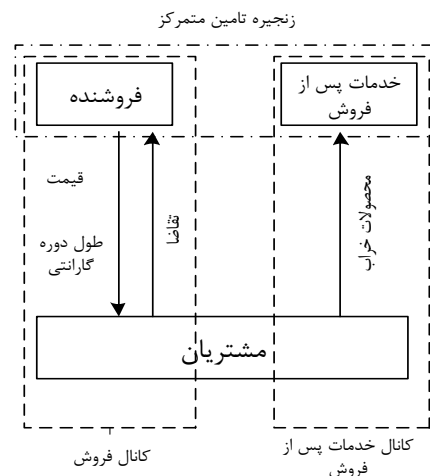 زنجیره تامین متمرکز
خدمات پس از
فروش
فروشنده
محصولات خراب
تقاضا
قیمت
طول دوره
گارانتی
مشتریان
کانال خدمات پس از
فروش
کانال فروش